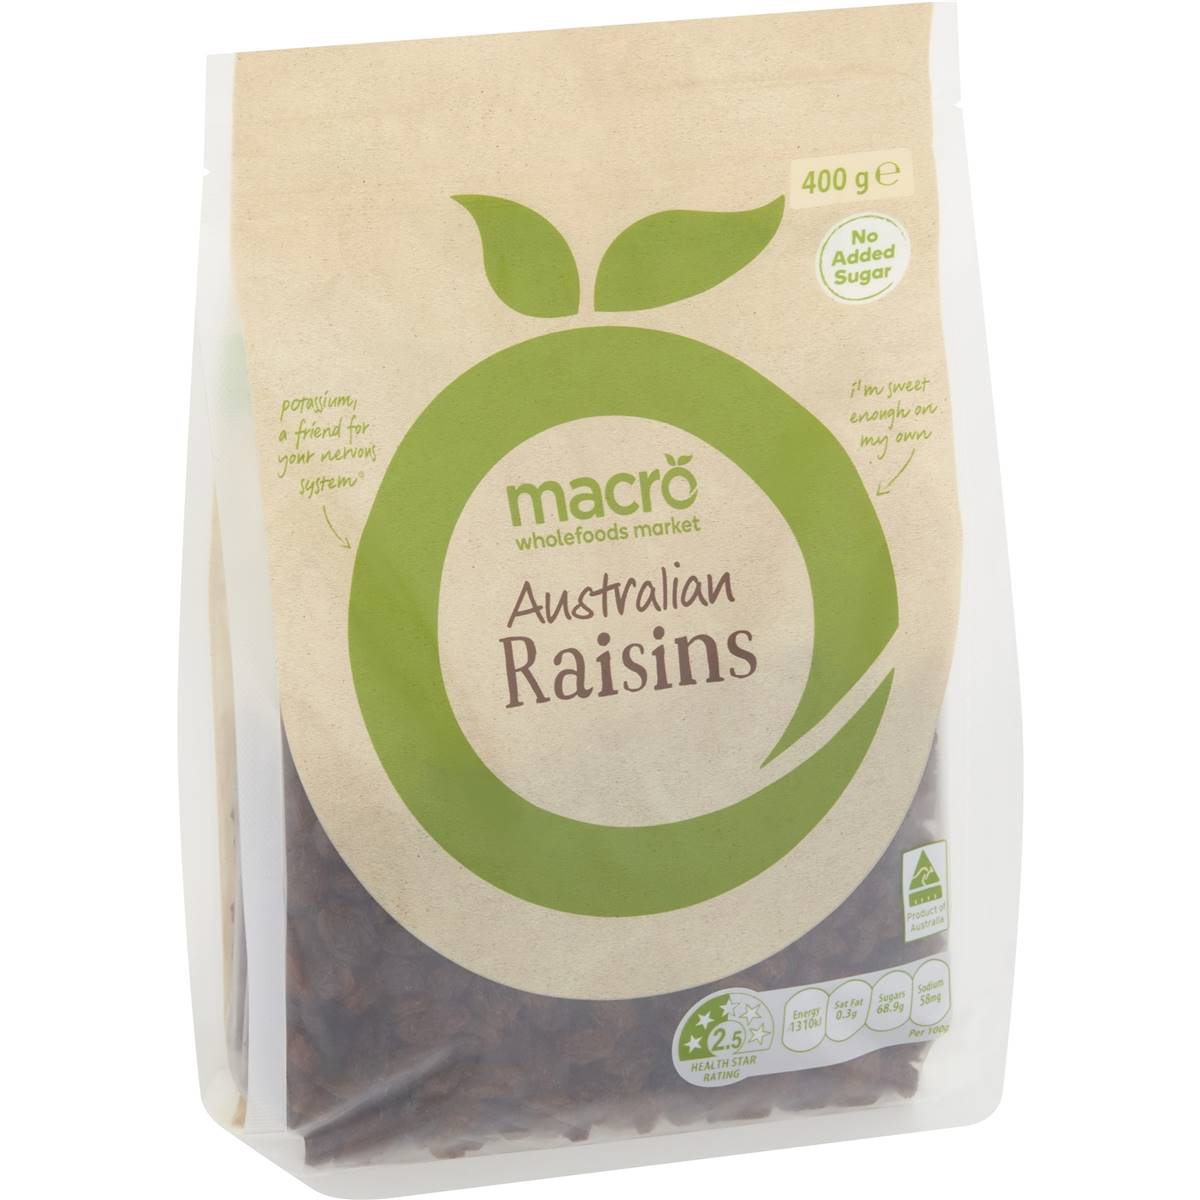 400 g ℮
No
Added
Sugar
potassium,
a friend for
your nervous
system^
i'm sweet
enough on
my own
macro
wholefoods market
Australian
Raisins
Product of
Australia
2.5
HEALTH STAR
RATING
Energy
1310kJ
Sat Fat
0.3g
Sugars
68.9g
Sodium
58mg
Per 100g